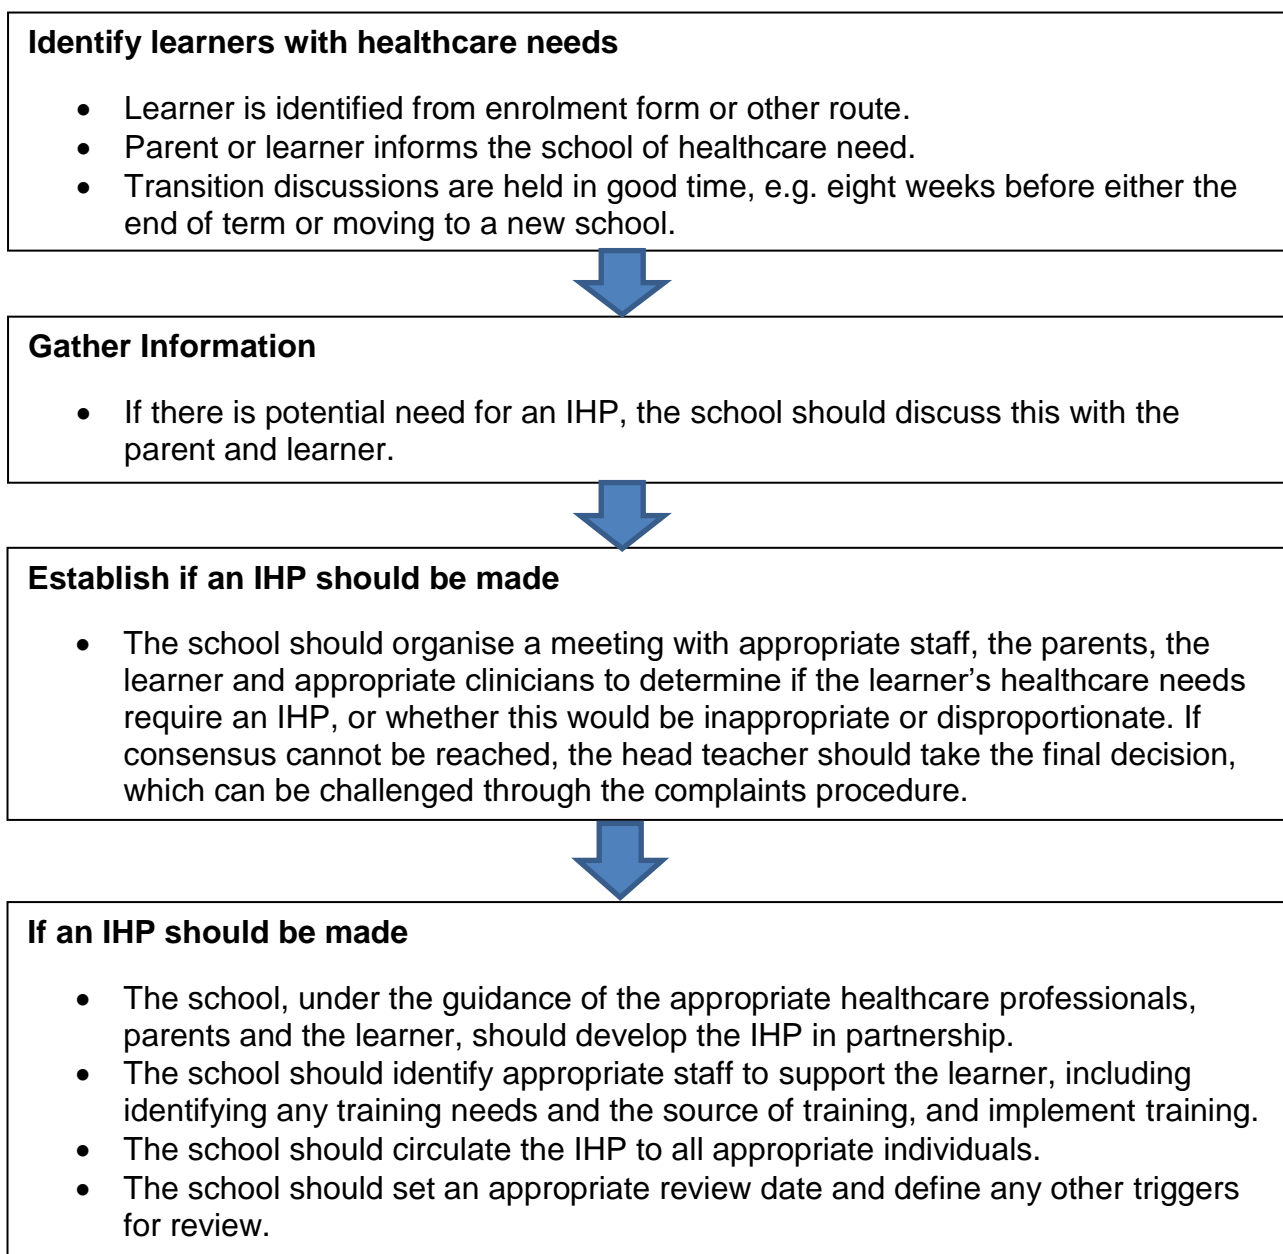 Identify learners with healthcare needs
• Learner is identified from enrolment form or other route.
• Parent or learner informs the school of healthcare need.
• Transition discussions are held in good time, e.g. eight weeks before either the
end of term or moving to a new school.
Gather Information
• If there is potential need for an IHP, the school should discuss this with the
parent and learner.
Establish if an IHP should be made
• The school should organise a meeting with appropriate staff, the parents, the
learner and appropriate clinicians to determine if the learner’s healthcare needs
require an IHP, or whether this would be inappropriate or disproportionate. If
consensus cannot be reached, the head teacher should take the final decision,
which can be challenged through the complaints procedure.
If an IHP should be made
• The school, under the guidance of the appropriate healthcare professionals,
parents and the learner, should develop the IHP in partnership.
• The school should identify appropriate staff to support the learner, including
identifying any training needs and the source of training, and implement training.
• The school should circulate the IHP to all appropriate individuals.
• The school should set an appropriate review date and define any other triggers
for review.